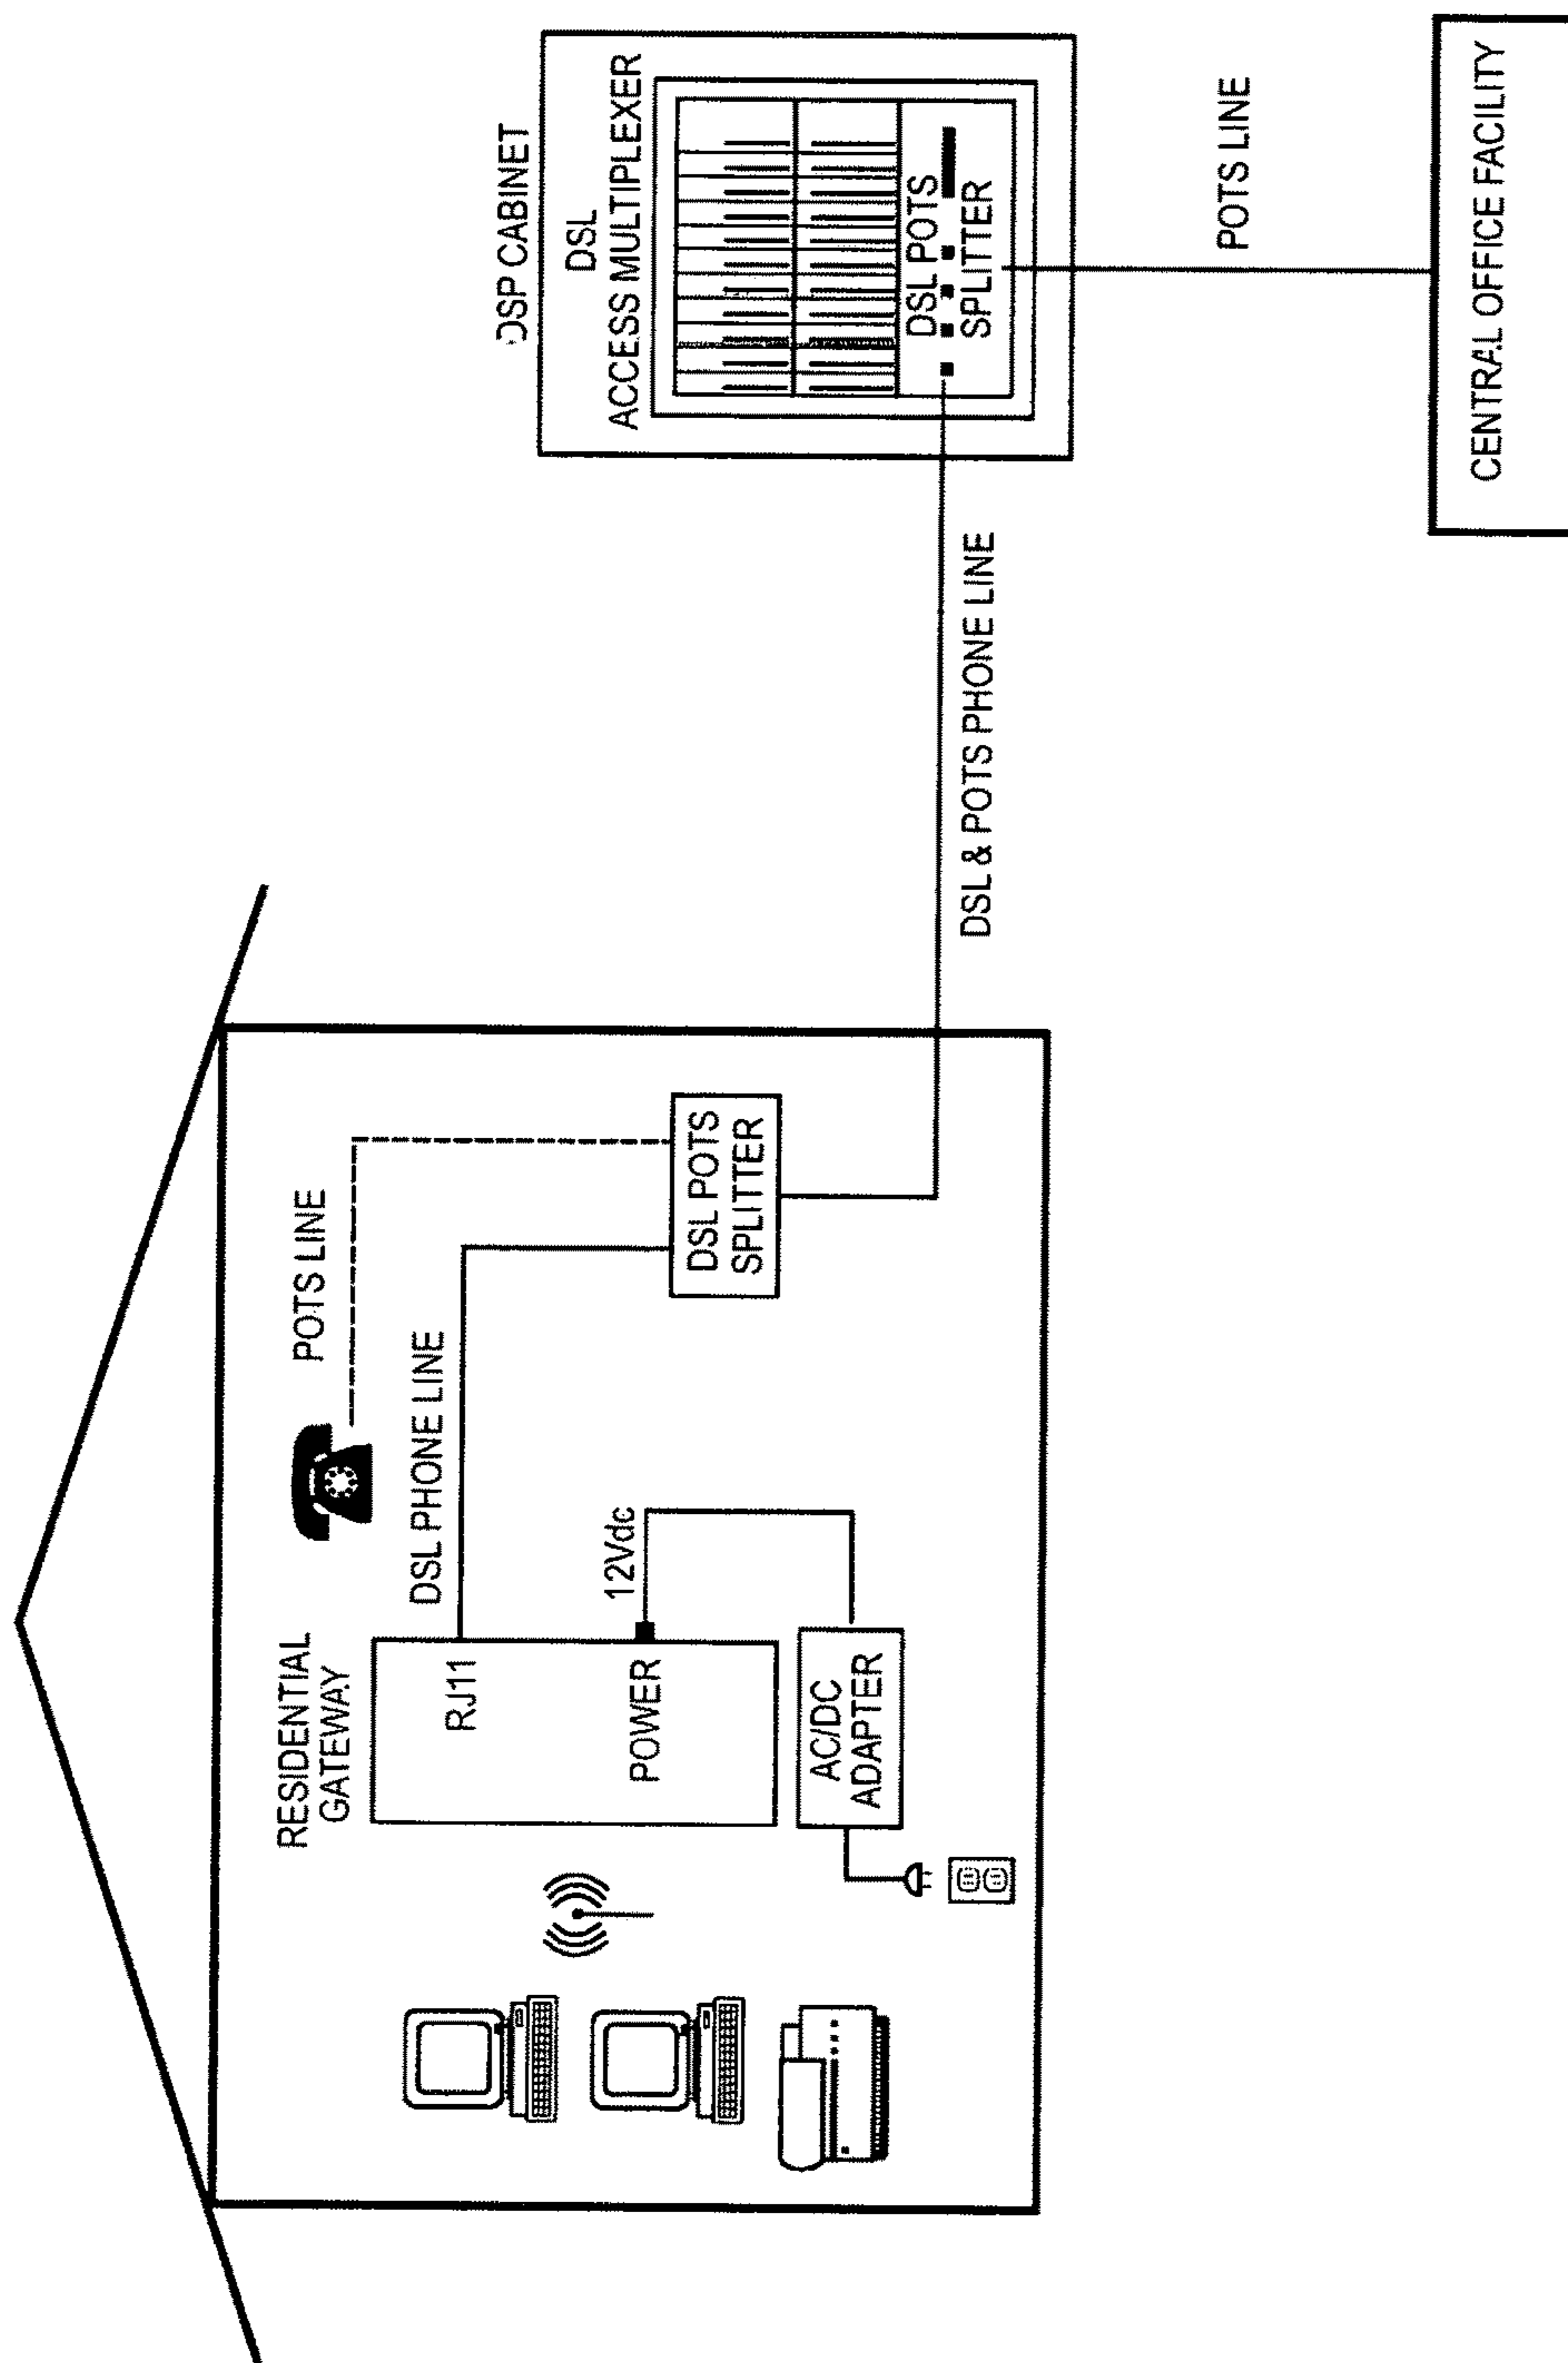 RESIDENTIAL
GATEWAY
POTS LINE
DSL PHONE LINE
RJ11
12Vdc
POWER
AC/DC
ADAPTER
DSL POTS
SPLITTER
DSL & POTS PHONE LINE
DSP CABINET
DSL
ACCESS MULTIPLEXER
DSL POTS
SPLITTER
POTS LINE
CENTRAL OFFICE FACILITY